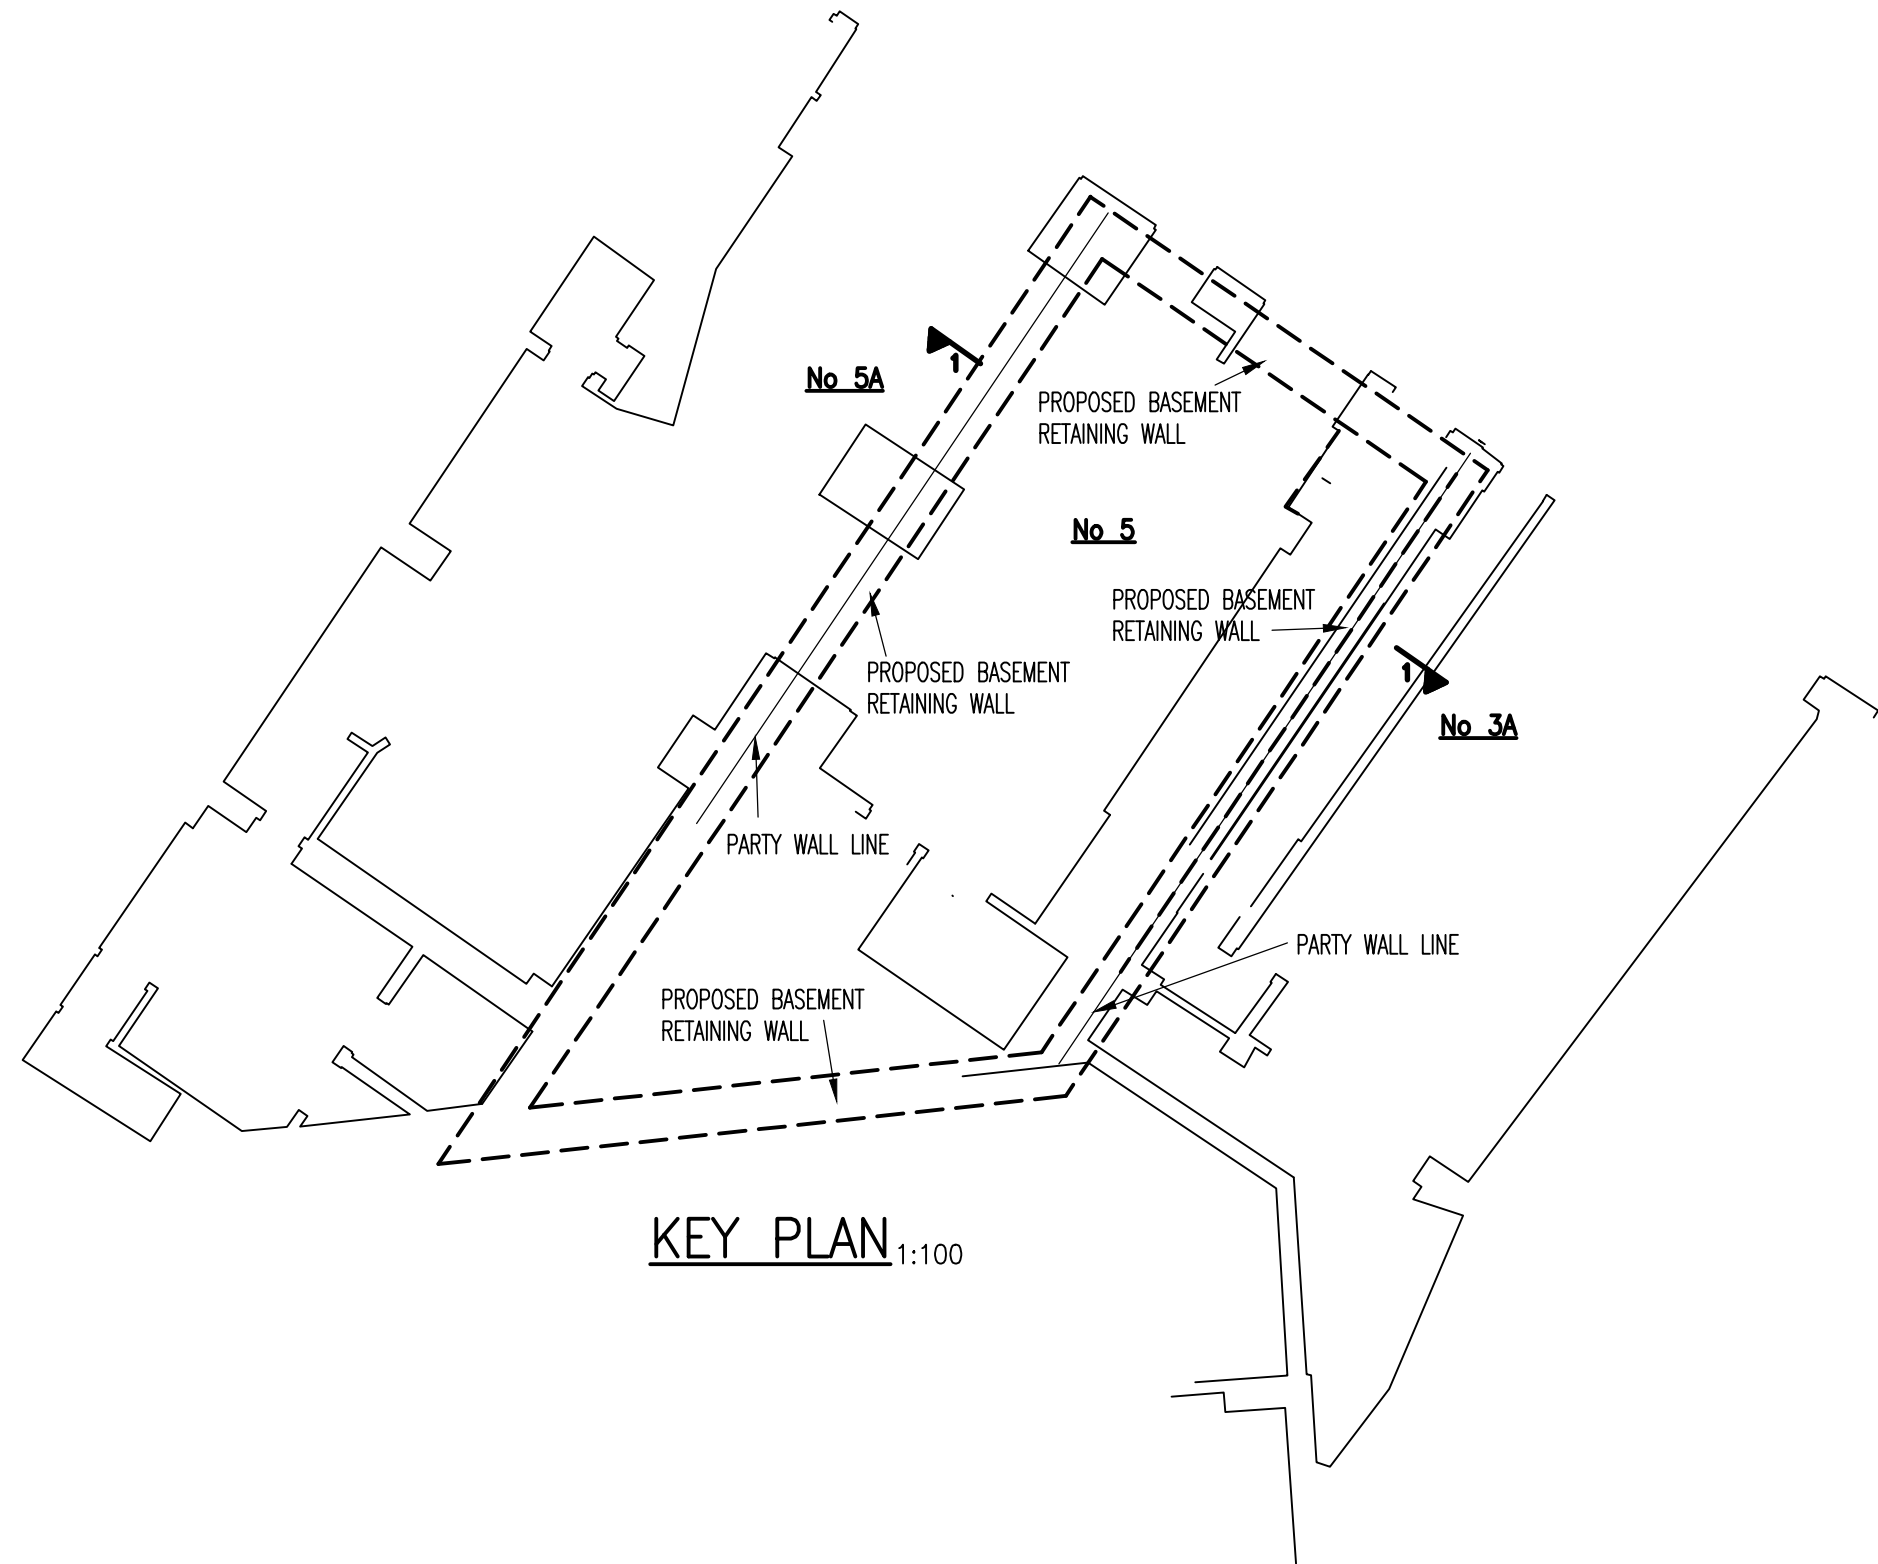 1
No 5A
PROPOSED BASEMENT
RETAINING WALL
No 5
PROPOSED BASEMENT
RETAINING WALL
1
PROPOSED BASEMENT
RETAINING WALL
No 3A
PARTY WALL LINE
PARTY WALL LINE
PROPOSED BASEMENT
RETAINING WALL
KEY PLAN 1:100